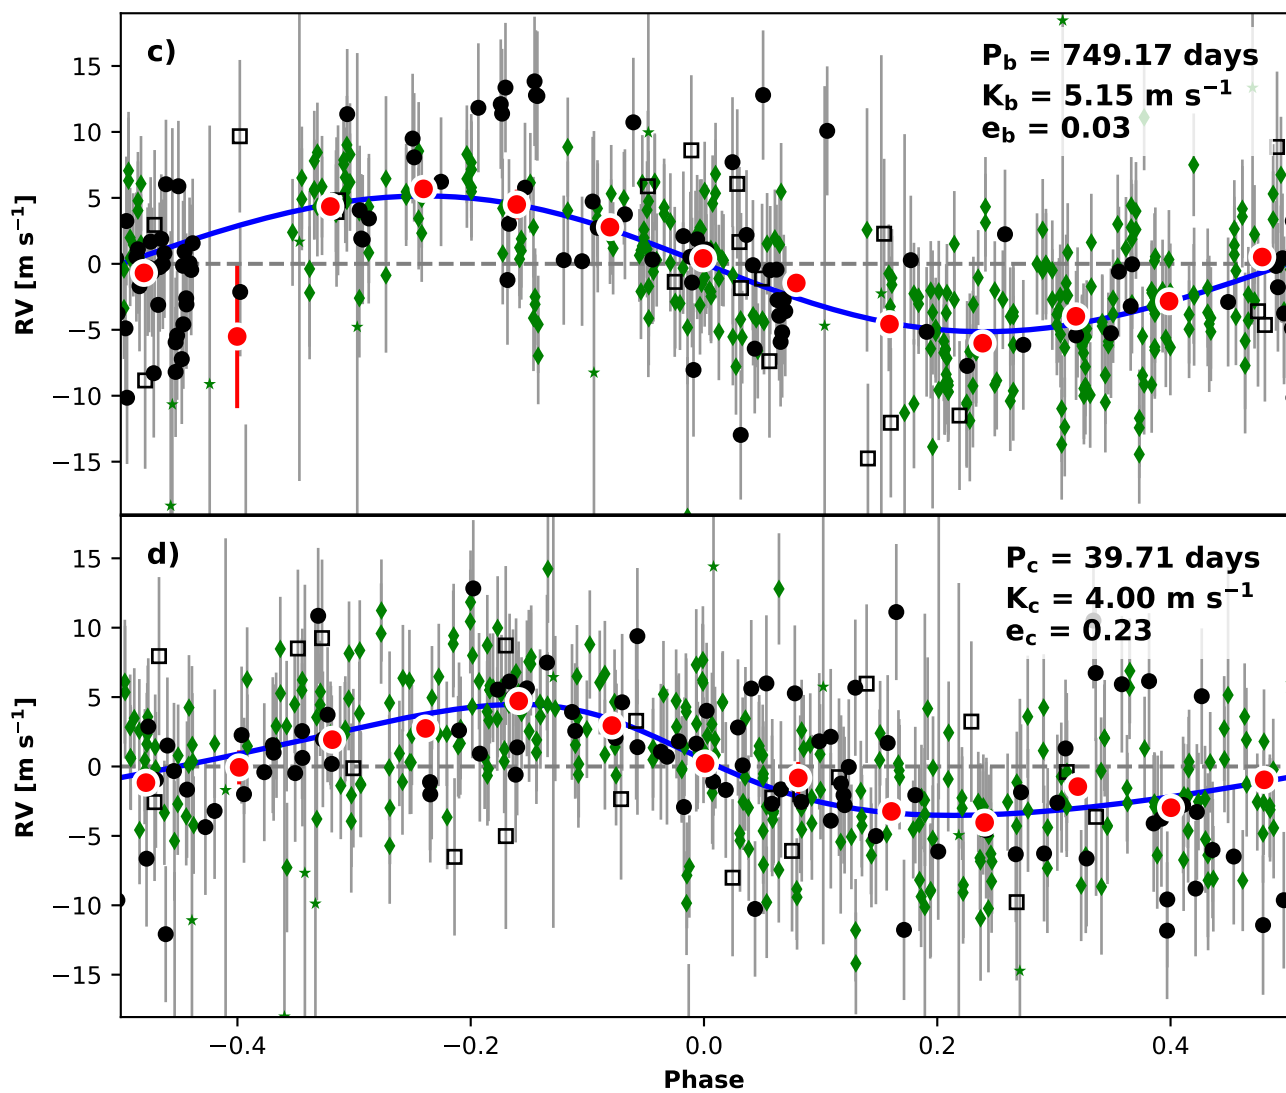 c)
P_b = 749.17 days
K_b = 5.15 m s⁻¹
e_b = 0.03
15
10
5
0
−5
−10
−15
RV [m s⁻¹]
d)
P_c = 39.71 days
K_c = 4.00 m s⁻¹
e_c = 0.23
15
10
5
0
−5
−10
−15
RV [m s⁻¹]
−0.4 −0.2 0.0 0.2 0.4
Phase